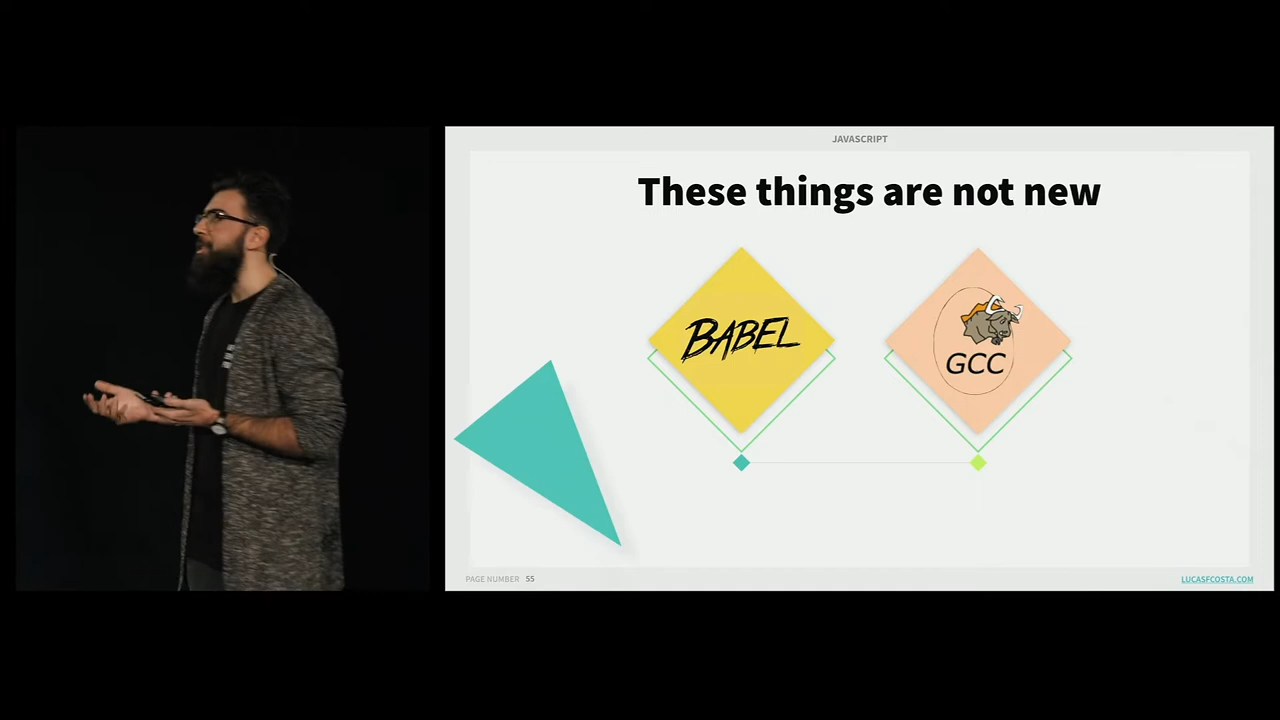 JAVASCRIPT
These things are not new
BABEL
GCC
PAGE NUMBER 55
LUCASFCOSTA.COM